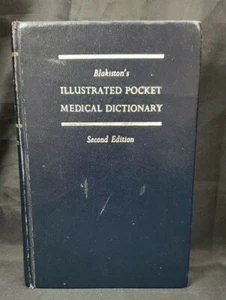 Blakiston's
ILLUSTRATED POCKET
MEDICAL DICTIONARY
Second Edition